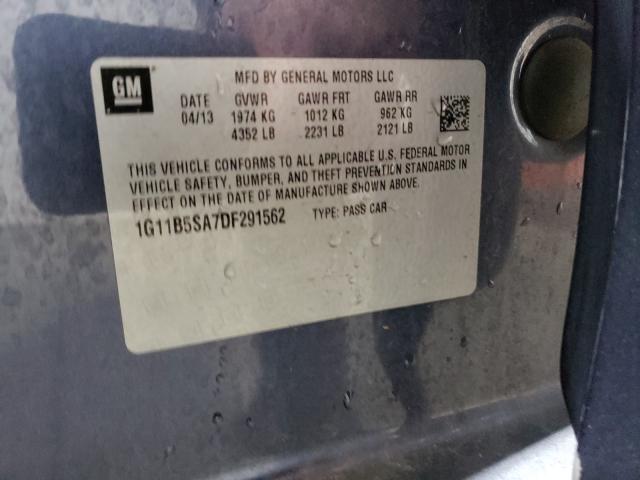 GM
MFD BY GENERAL MOTORS LLC
DATE GVWR GAWR FRT GAWR RR
04/13 1974 KG 1012 KG 962 KG
4352 LB 2231 LB 2121 LB
THIS VEHICLE CONFORMS TO ALL APPLICABLE U.S. FEDERAL MOTOR
VEHICLE SAFETY, BUMPER, AND THEFT PREVENTION STANDARDS IN
EFFECT ON THE DATE OF MANUFACTURE SHOWN ABOVE.
1G11B5SA7DF291562 TYPE: PASS CAR